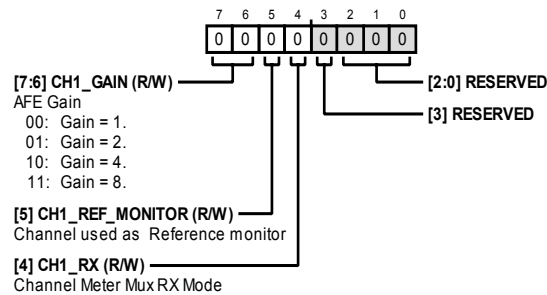 7 6 5 4 3 2 1 0
0 0 0 0 0 0 0 0
[7:6] CH1_GAIN (R/W)
AFE Gain
00: Gain = 1.
01: Gain = 2.
10: Gain = 4.
11: Gain = 8.
[5] CH1_REF_MONITOR (R/W)
Channel used as Reference monitor
[4] CH1_RX (R/W)
Channel Meter Mux RX Mode
[2:0] RESERVED
[3] RESERVED